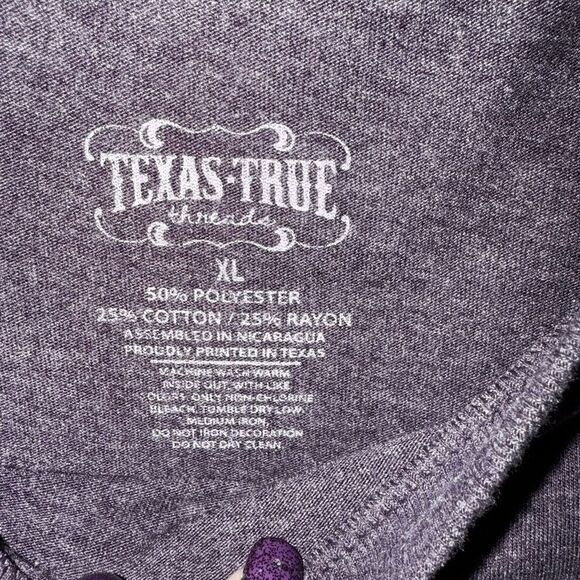 TEXAS-TRUE
threads
XL
50% POLYESTER
25% COTTON / 25% RAYON
ASSEMBLED IN NICARAGUA
PROUDLY PRINTED IN TEXAS
MACHINE WASH WARM
INSIDE OUT, WITH LIKE
COLORS. ONLY NON-CHLORINE
BLEACH. TUMBLE DRY LOW.
MEDIUM IRON.
DO NOT IRON DECORATION
DO NOT DRY CLEAN.